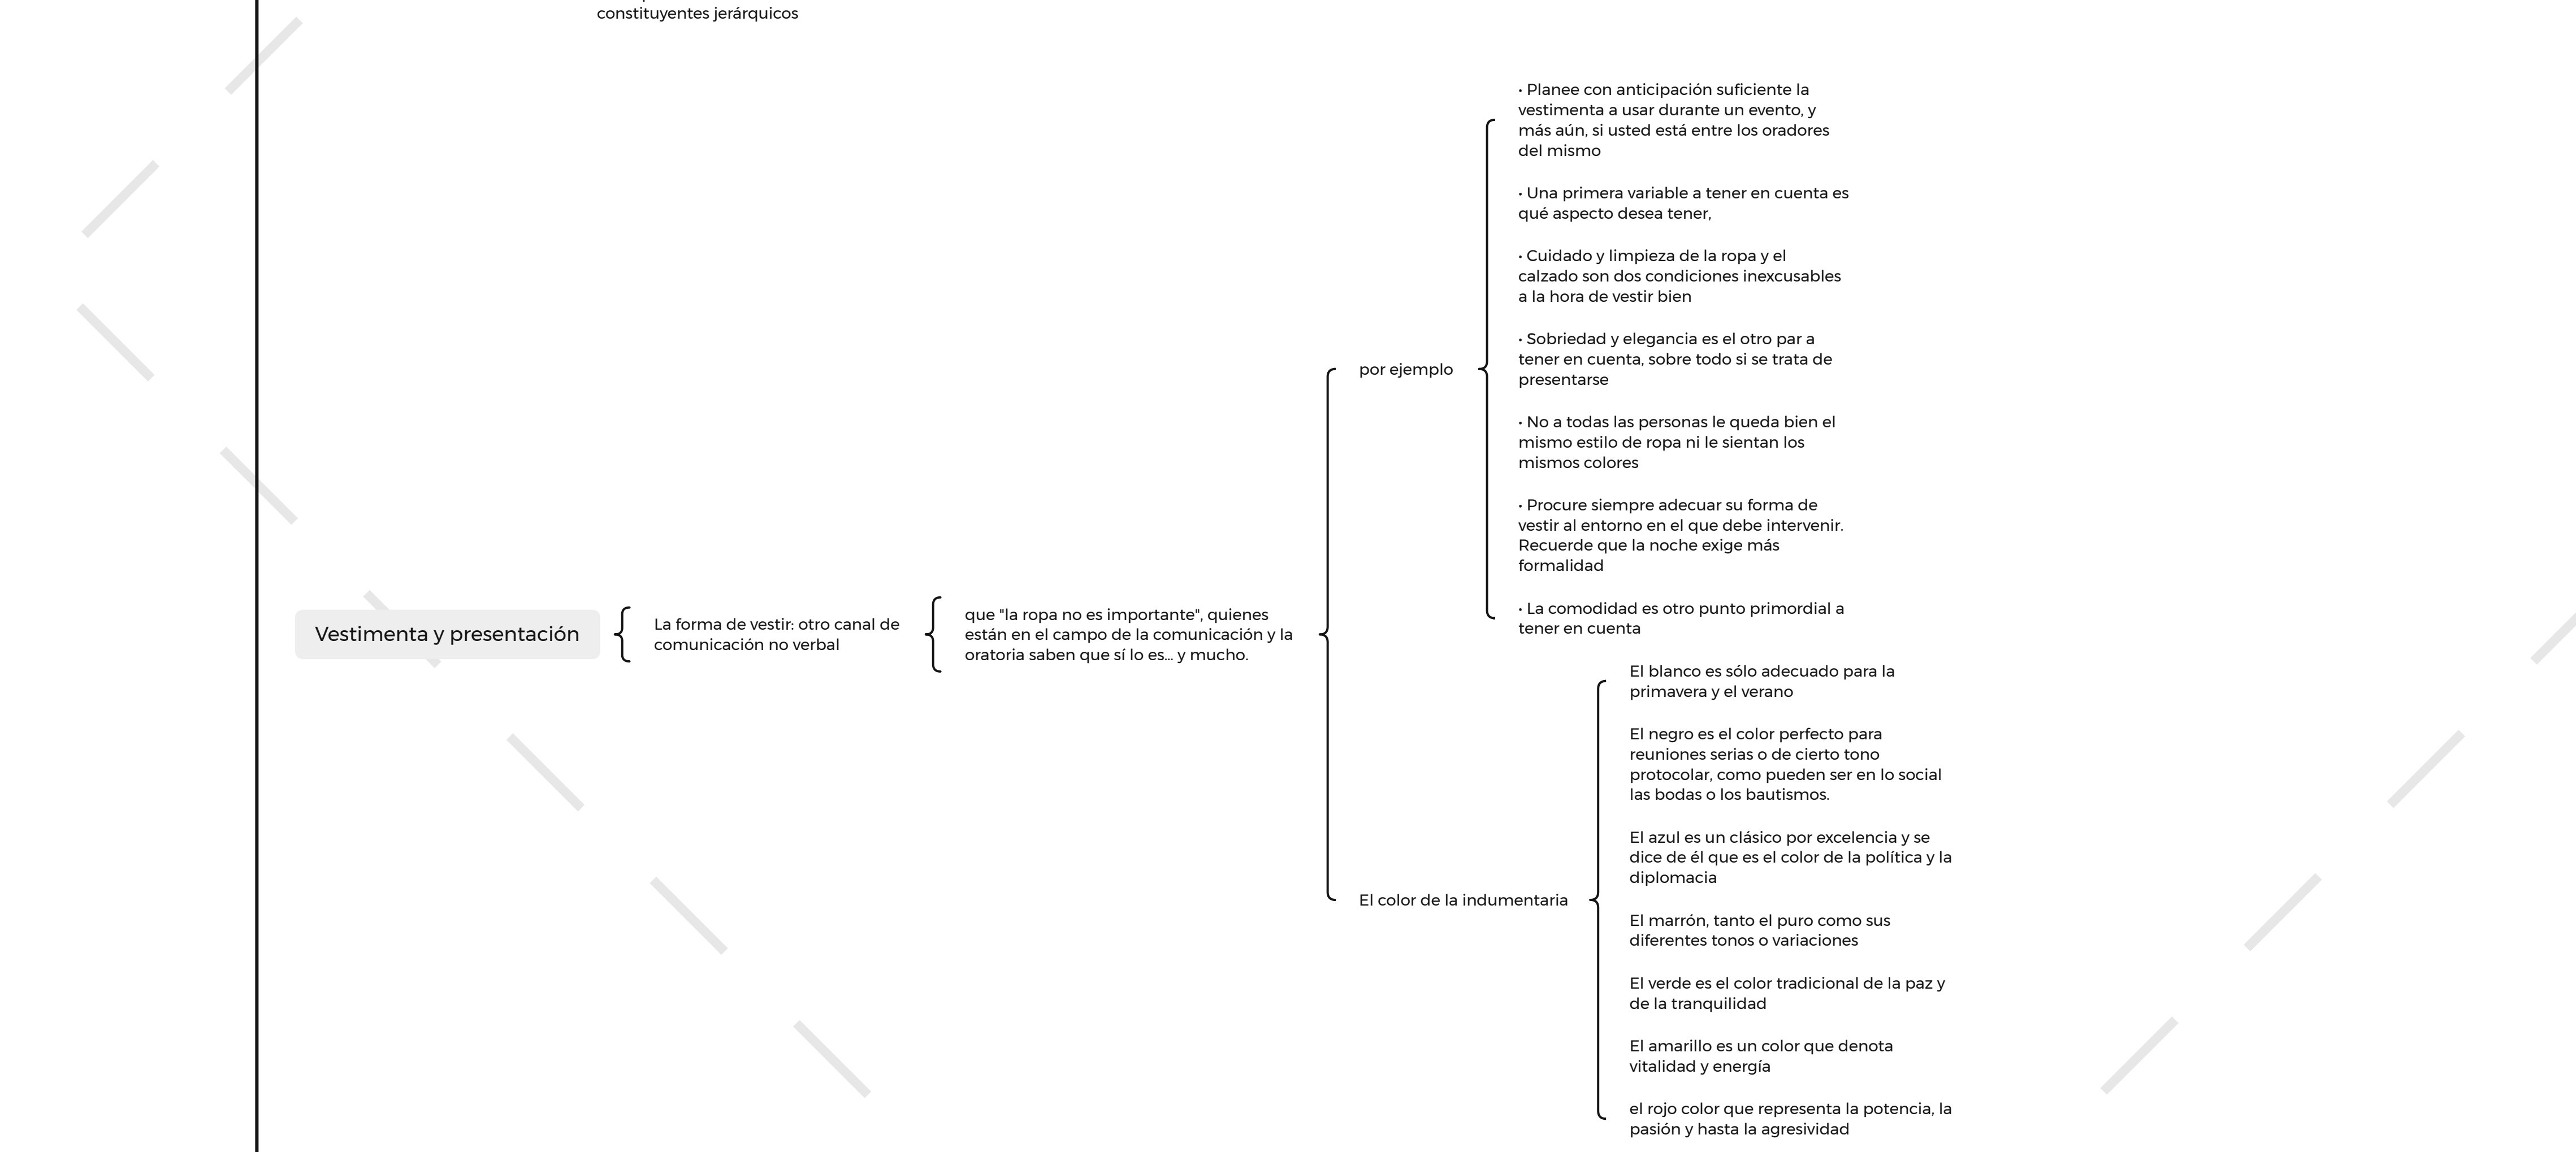 constituyentes jerárquicos
Vestimenta y presentación
La forma de vestir: otro canal de
comunicación no verbal
que "la ropa no es importante", quienes
están en el campo de la comunicación y la
oratoria saben que sí lo es... y mucho.
por ejemplo
• Planee con anticipación suficiente la
vestimenta a usar durante un evento, y
más aún, si usted está entre los oradores
del mismo
• Una primera variable a tener en cuenta es
qué aspecto desea tener,
• Cuidado y limpieza de la ropa y el
calzado son dos condiciones inexcusables
a la hora de vestir bien
• Sobriedad y elegancia es el otro par a
tener en cuenta, sobre todo si se trata de
presentarse
• No a todas las personas le queda bien el
mismo estilo de ropa ni le sientan los
mismos colores
• Procure siempre adecuar su forma de
vestir al entorno en el que debe intervenir.
Recuerde que la noche exige más
formalidad
• La comodidad es otro punto primordial a
tener en cuenta
El color de la indumentaria
El blanco es sólo adecuado para la
primavera y el verano
El negro es el color perfecto para
reuniones serias o de cierto tono
protocolar, como pueden ser en lo social
las bodas o los bautismos.
El azul es un clásico por excelencia y se
dice de él que es el color de la política y la
diplomacia
El marrón, tanto el puro como sus
diferentes tonos o variaciones
El verde es el color tradicional de la paz y
de la tranquilidad
El amarillo es un color que denota
vitalidad y energía
el rojo color que representa la potencia, la
pasión y hasta la agresividad